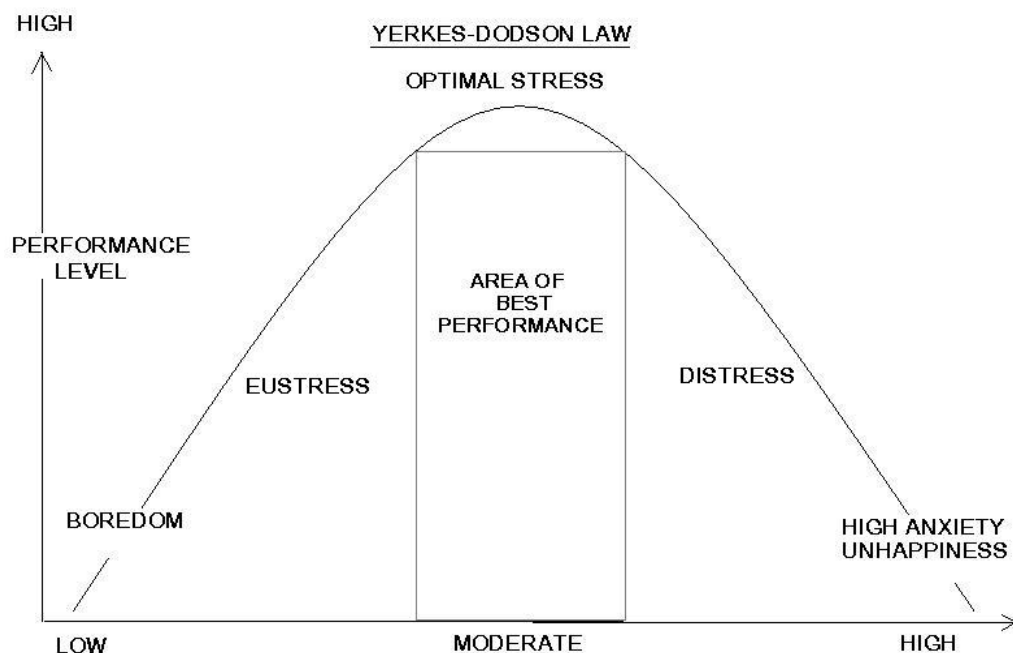 HIGH
YERKES-DODSON LAW
OPTIMAL STRESS
PERFORMANCE
LEVEL
AREA OF
BEST
PERFORMANCE
EUSTRESS
DISTRESS
BOREDOM
HIGH ANXIETY
UNHAPPINESS
LOW
MODERATE
HIGH